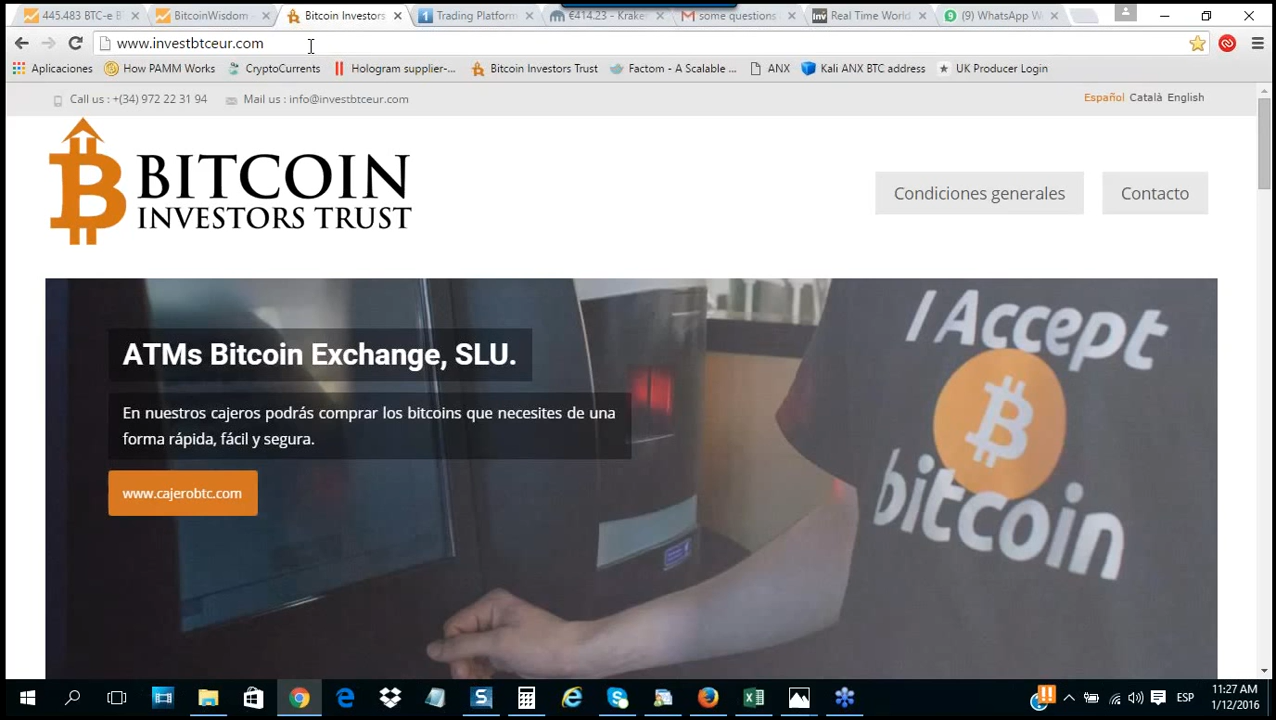 445.483 BTC-e B
BitcoinWisdom
Bitcoin Investors
Trading Platform
€414.23 - Kraken
some questions
Real Time World
(9) WhatsApp W
www.investbtceur.com
Aplicaciones
How PAMM Works
CryptoCurrents
Hologram supplier-...
Bitcoin Investors Trust
Factom - A Scalable ...
ANX
Kali ANX BTC address
UK Producer Login
Call us : +(34) 972 22 31 94
Mail us : info@investbtceur.com
Español Català English
BITCOIN
INVESTORS TRUST
Condiciones generales
Contacto
ATMs Bitcoin Exchange, SLU.
En nuestros cajeros podrás comprar los bitcoins que necesites de una
forma rápida, fácil y segura.
www.cajerobtc.com
I Accept
bitcoin
ESP
11:27 AM
1/12/2016